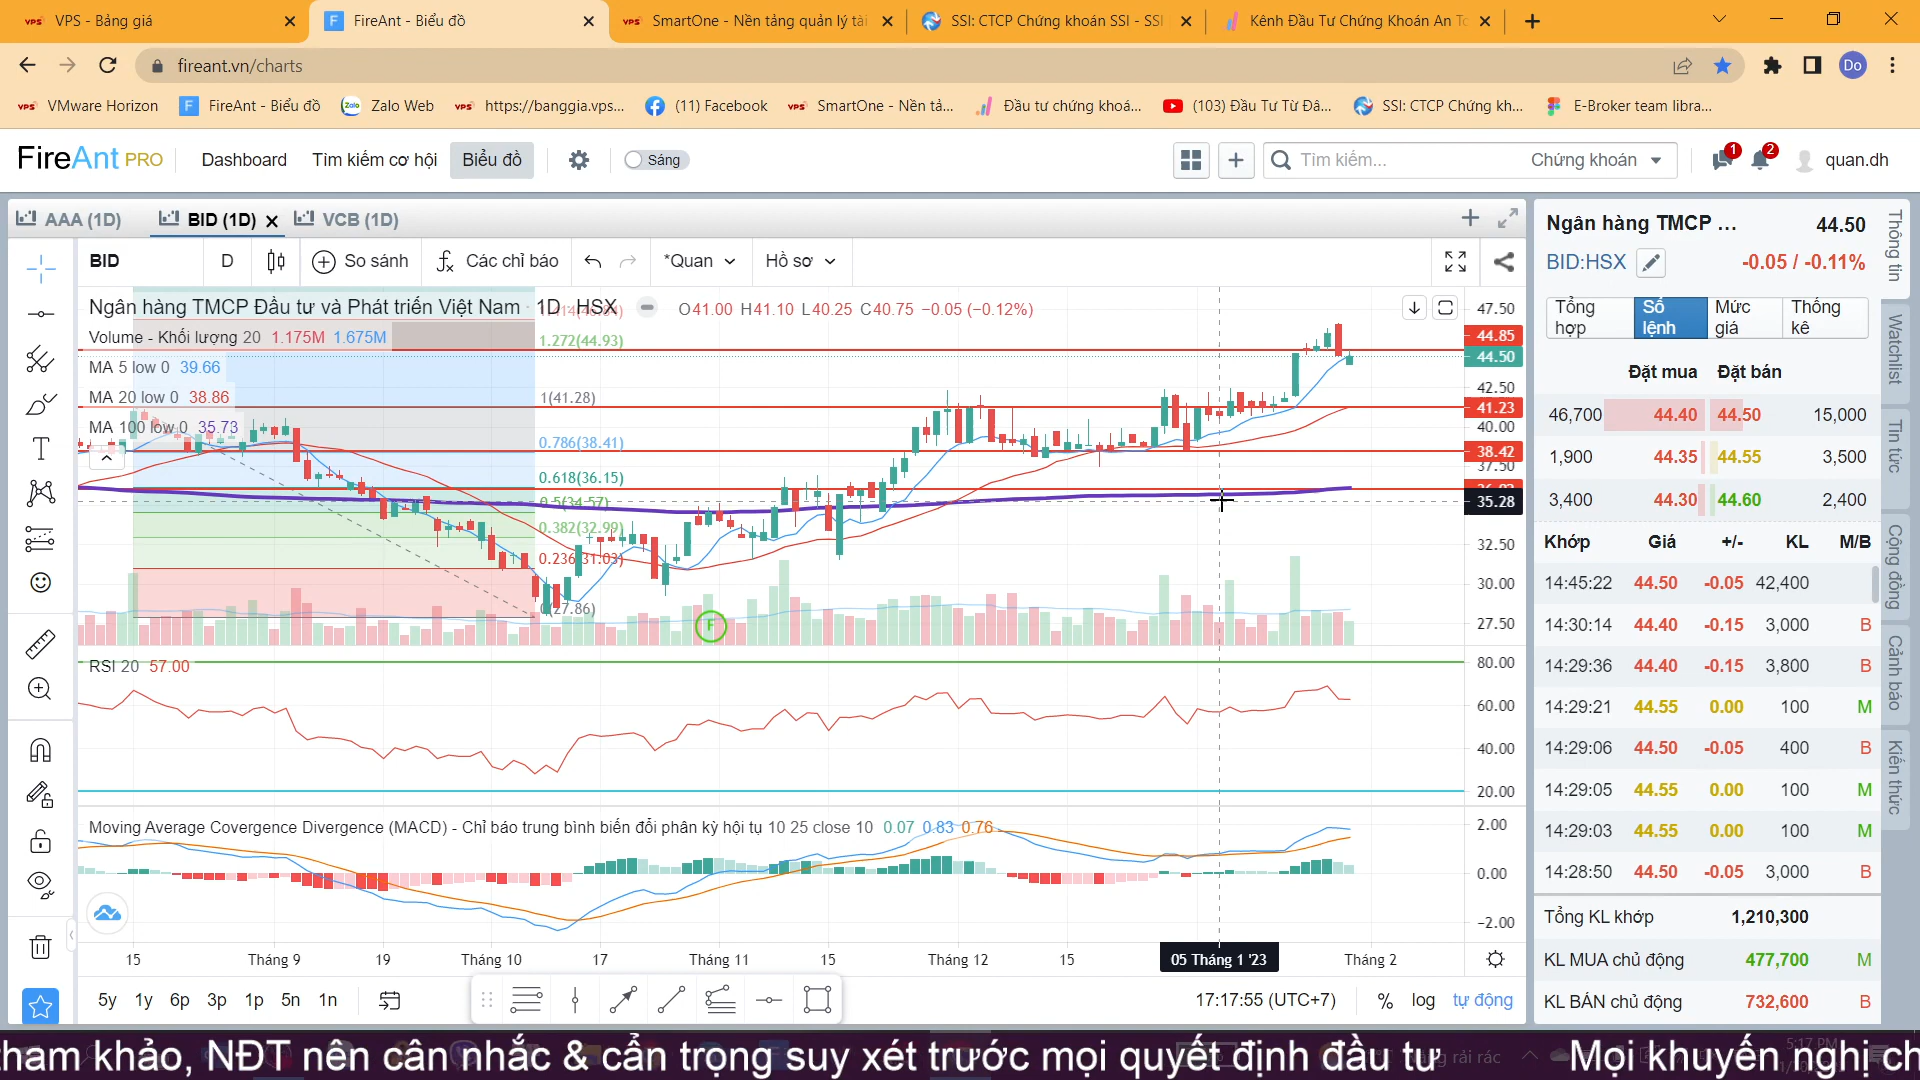 VPS - Bảng giá
FireAnt - Biểu đồ
SmartOne - Nền tảng quản lý tài
SSI: CTCP Chứng khoán SSI - SSI
Kênh Đầu Tư Chứng Khoán An To
fireant.vn/charts
Do
VMware Horizon
FireAnt - Biểu đồ
Zalo Web
https://banggia.vps...
(11) Facebook
SmartOne - Nền tả...
Đầu tư chứng khoá...
(103) Đầu Tư Từ Đâ...
SSI: CTCP Chứng kh...
E-Broker team libra...
FireAnt PRO
Dashboard
Tìm kiếm cơ hội
Biểu đồ
Sáng
Tìm kiếm...
Chứng khoán
1
2
quan.dh
AAA (1D)
BID (1D)
VCB (1D)
BID
D
So sánh
Các chỉ báo
*Quan
Hồ sơ
Ngân hàng TMCP Đầu tư và Phát triển Việt Nam · 1D · HSX
O41.00 H41.10 L40.25 C40.75 −0.05 (−0.12%)
Volume - Khối lượng 20 1.175M 1.675M
MA 5 low 0 39.66
MA 20 low 0 38.86
MA 100 low 0 35.73
1.272(44.93)
1(41.28)
0.786(38.41)
0.618(36.15)
0.5(34.57)
0.382(32.99)
0.236(31.03)
0(27.86)
F
47.50
44.85
44.50
42.50
41.23
40.00
38.42
37.50
35.28
32.50
30.00
27.50
RSI 20 57.00
80.00
60.00
40.00
20.00
Moving Average Covergence Divergence (MACD) - Chỉ báo trung bình biến đổi phân kỳ hội tụ 10 25 close 10 0.07 0.83 0.76
2.00
0.00
−2.00
15
Tháng 9
19
Tháng 10
17
Tháng 11
15
Tháng 12
15
05 Tháng 1 '23
Tháng 2
5y 1y 6p 3p 1p 5n 1n
17:17:55 (UTC+7)
% log tự động
Ngân hàng TMCP ... 44.50
BID:HSX -0.05 / -0.11%
Tổng hợp
Số lệnh
Mức giá
Thống kê
Đặt mua Đặt bán
46,700 44.40 44.50 15,000
1,900 44.35 44.55 3,500
3,400 44.30 44.60 2,400
Khớp Giá +/- KL M/B
14:45:22 44.50 -0.05 42,400
14:30:14 44.40 -0.15 3,000 B
14:29:36 44.40 -0.15 3,800 B
14:29:21 44.55 0.00 100 M
14:29:06 44.50 -0.05 400 B
14:29:05 44.55 0.00 100 M
14:29:03 44.55 0.00 100 M
14:28:50 44.50 -0.05 3,000 B
Tổng KL khớp 1,210,300
KL MUA chủ động 477,700 M
KL BÁN chủ động 732,600 B
Thông tin
Watchlist
Tin tức
Cộng đồng
Cảnh báo
Kiến thức
tham khảo, NĐT nên cân nhắc & cẩn trọng suy xét trước mọi quyết định đầu tư
Mọi khuyến nghị ch